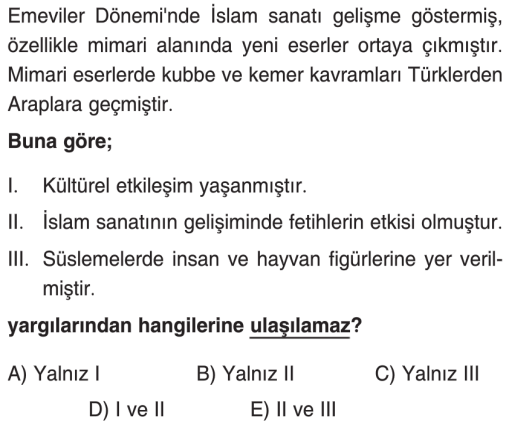 Emeviler Dönemi'nde İslam sanatı gelişme göstermiş,
özellikle mimari alanında yeni eserler ortaya çıkmıştır.
Mimari eserlerde kubbe ve kemer kavramları Türklerden
Araplara geçmiştir.
Buna göre;
I. Kültürel etkileşim yaşanmıştır.
II. İslam sanatının gelişiminde fetihlerin etkisi olmuştur.
III. Süslemelerde insan ve hayvan figürlerine yer veril-
miştir.
yargılarından hangilerine ulaşılamaz?
A) Yalnız I B) Yalnız II C) Yalnız III
D) I ve II E) II ve III